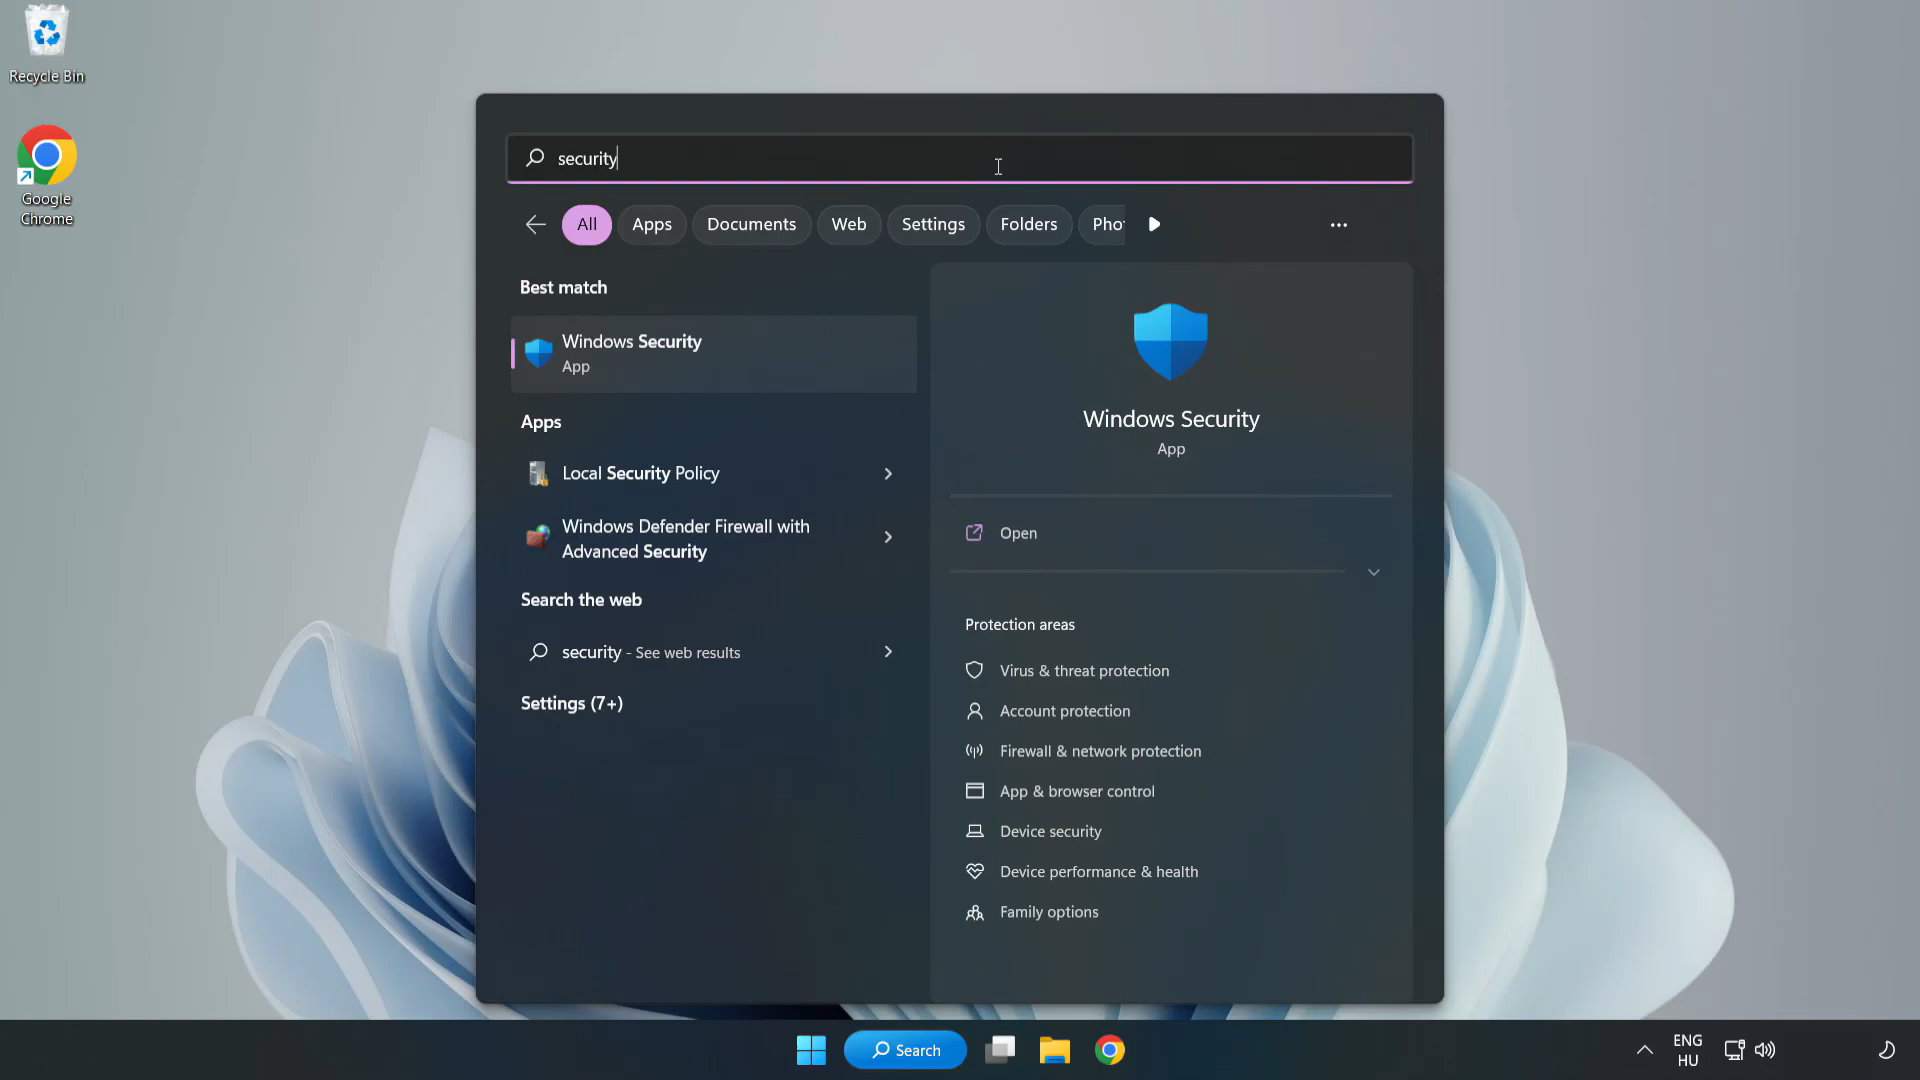 Recycle Bin
Google
Chrome
security
All
Apps
Documents
Web
Settings
Folders
Pho
Best match
Windows Security
App
Apps
Local Security Policy
Windows Defender Firewall with
Advanced Security
Search the web
security - See web results
Settings (7+)
Windows Security
App
Open
Protection areas
Virus & threat protection
Account protection
Firewall & network protection
App & browser control
Device security
Device performance & health
Family options
Search
ENG
HU